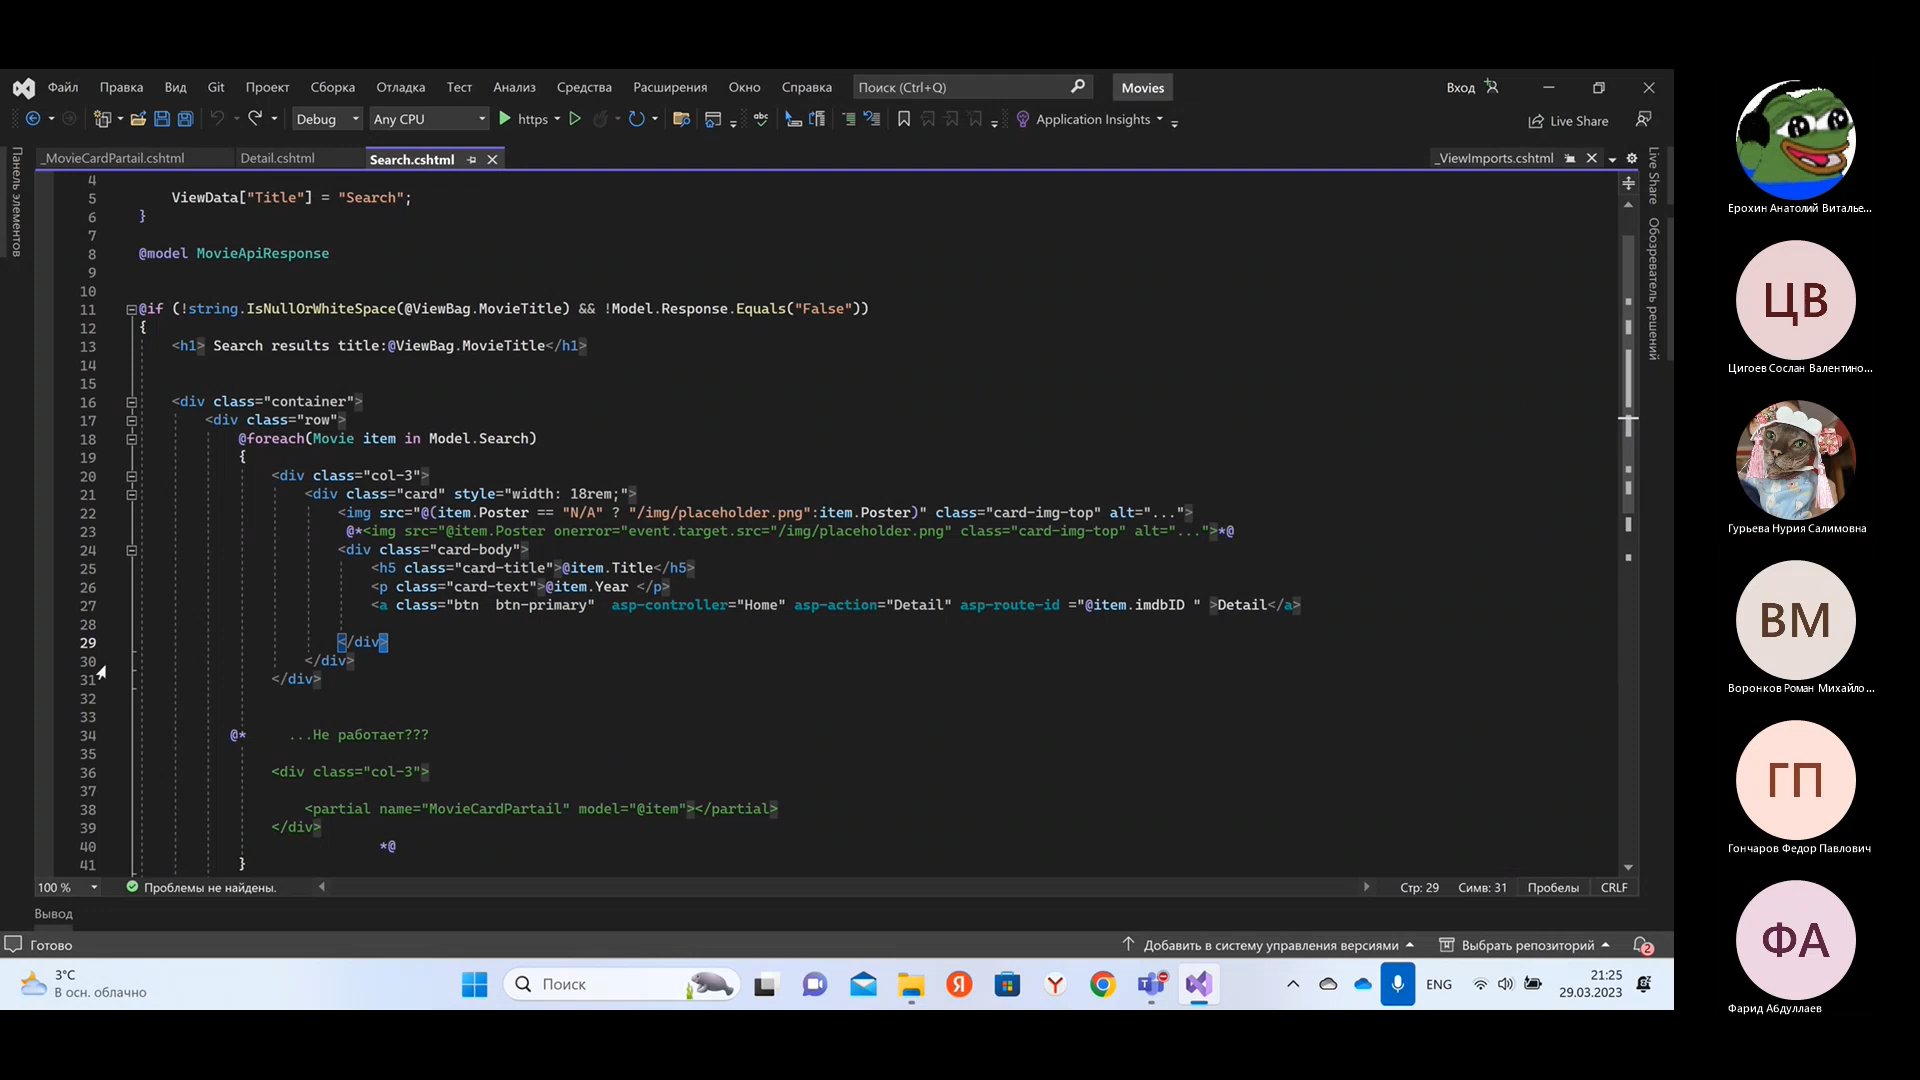 Файл Правка Вид Git Проект Сборка Отладка Тест Анализ Средства Расширения Окно Справка Поиск (Ctrl+Q) Movies Вход
Debug Any CPU https Application Insights Live Share
_MovieCardPartail.cshtml Detail.cshtml Search.cshtml _ViewImports.cshtml
Панель элементов
Live Share
Обозреватель решений
4
5 ViewData["Title"] = "Search";
6 }
7
8 @model MovieApiResponse
9
10
11 @if (!string.IsNullOrWhiteSpace(@ViewBag.MovieTitle) && !Model.Response.Equals("False"))
12 {
13 <h1> Search results title:@ViewBag.MovieTitle</h1>
14
15
16 <div class="container">
17 <div class="row">
18 @foreach(Movie item in Model.Search)
19 {
20 <div class="col-3">
21 <div class="card" style="width: 18rem;">
22 <img src="@(item.Poster == "N/A" ? "/img/placeholder.png":item.Poster)" class="card-img-top" alt="...">
23 @*<img src="@item.Poster onerror="event.target.src="/img/placeholder.png" class="card-img-top" alt="...">*@
24 <div class="card-body">
25 <h5 class="card-title">@item.Title</h5>
26 <p class="card-text">@item.Year </p>
27 <a class="btn  btn-primary"  asp-controller="Home" asp-action="Detail" asp-route-id ="@item.imdbID " >Detail</a>
28
29 </div>
30 </div>
31 </div>
32
33
34 @* ...Не работает???
35
36 <div class="col-3">
37
38 <partial name="MovieCardPartail" model="@item"></partial>
39 </div>
40 *@
41 }
100 % Проблемы не найдены. Стр: 29 Симв: 31 Пробелы CRLF
Вывод
Готово Добавить в систему управления версиями Выбрать репозиторий 2
3°C
В осн. облачно
Поиск
ENG
21:25
29.03.2023
Ерохин Анатолий Виталье...
ЦВ
Цигоев Сослан Валентино...
Гурьева Нурия Салимовна
ВМ
Воронков Роман Михайло...
ГП
Гончаров Федор Павлович
ФА
Фарид Абдуллаев